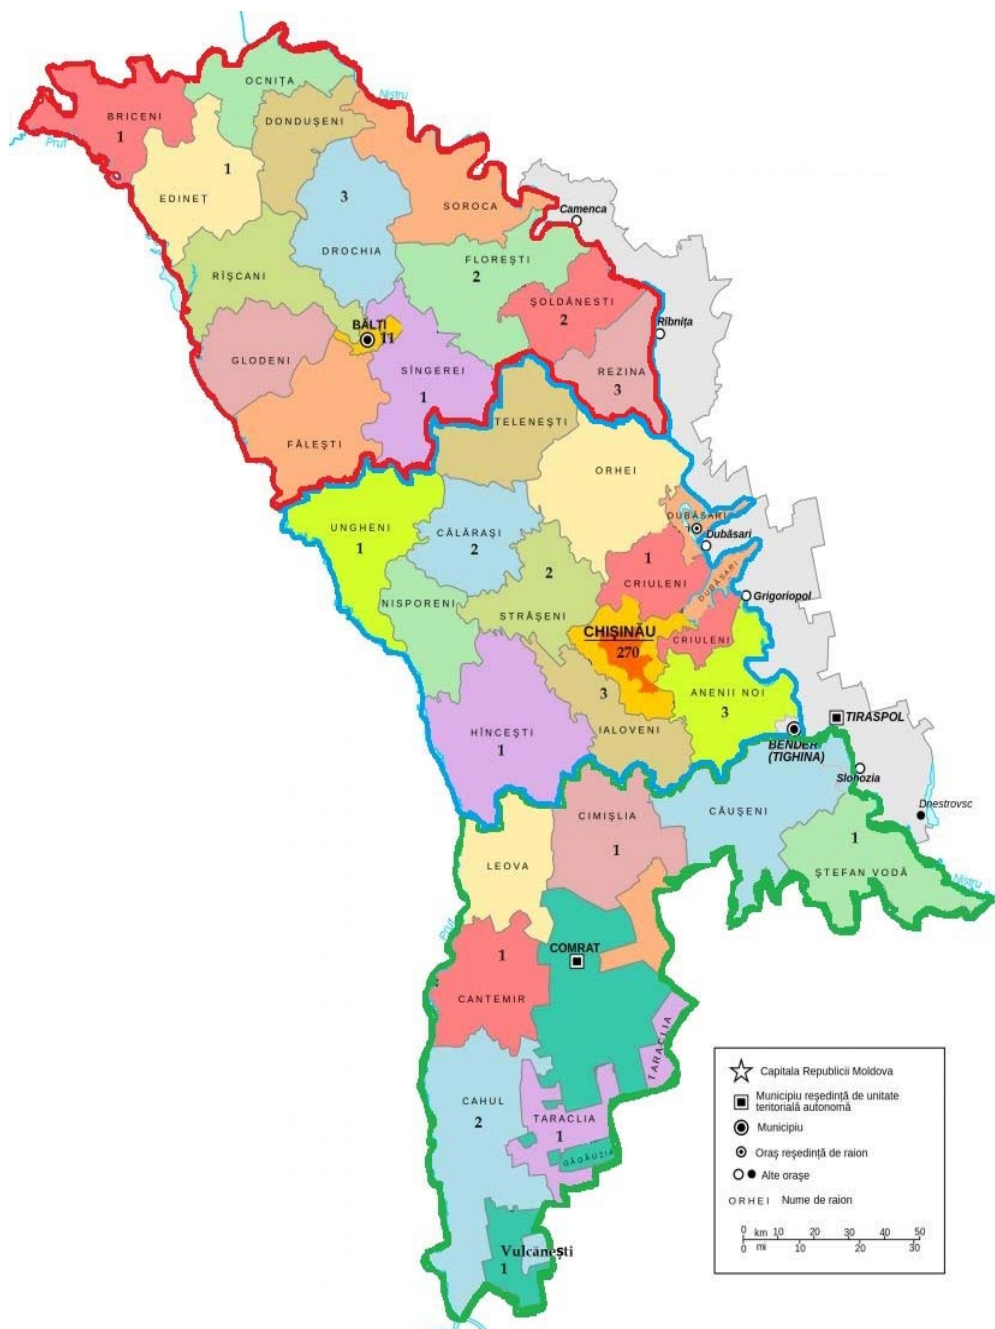 OCNIȚA
Nistru
BRICENI
1
DONDUȘENI
Prut
1
EDINEȚ
3
SOROCA
Camenca
DROCHIA
FLOREȘTI
2
RÎȘCANI
ȘOLDĂNEȘTI
2
Rîbnița
BĂLȚI
11
GLODENI
SÎNGEREI
1
REZINA
3
TELENEȘTI
FĂLEȘTI
ORHEI
UNGHENI
1
CĂLĂRAȘI
2
DUBĂSARI
Dubăsari
1
CRIULENI
DUBĂSARI
2
STRĂȘENI
NISPORENI
Grigoriopol
CHIȘINĂU
270
CRIULENI
ANENII NOI
3
3
IALOVENI
HÎNCEȘTI
1
TIRASPOL
BENDER
(TIGHINA)
Slobozia
Dnestrovsc
CIMIȘLIA
1
CĂUȘENI
1
ȘTEFAN VODĂ
Nistru
LEOVA
Prut
COMRAT
1
CANTEMIR
TARACLIA
CAHUL
2
TARACLIA
1
GĂGĂUZIA
Vulcănești
1
Capitala Republicii Moldova
Municipiu reședință de unitate
teritorială autonomă
Municipiu
Oraș reședință de raion
Alte orașe
ORHEI Nume de raion
0 km 10 20 30 40 50
0 mi 10 20 30